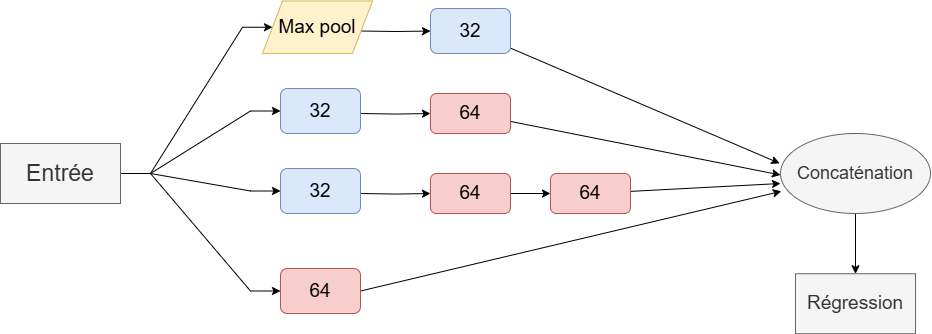 Max pool
32
32
64
Entrée
Concaténation
32
64
64
64
Régression